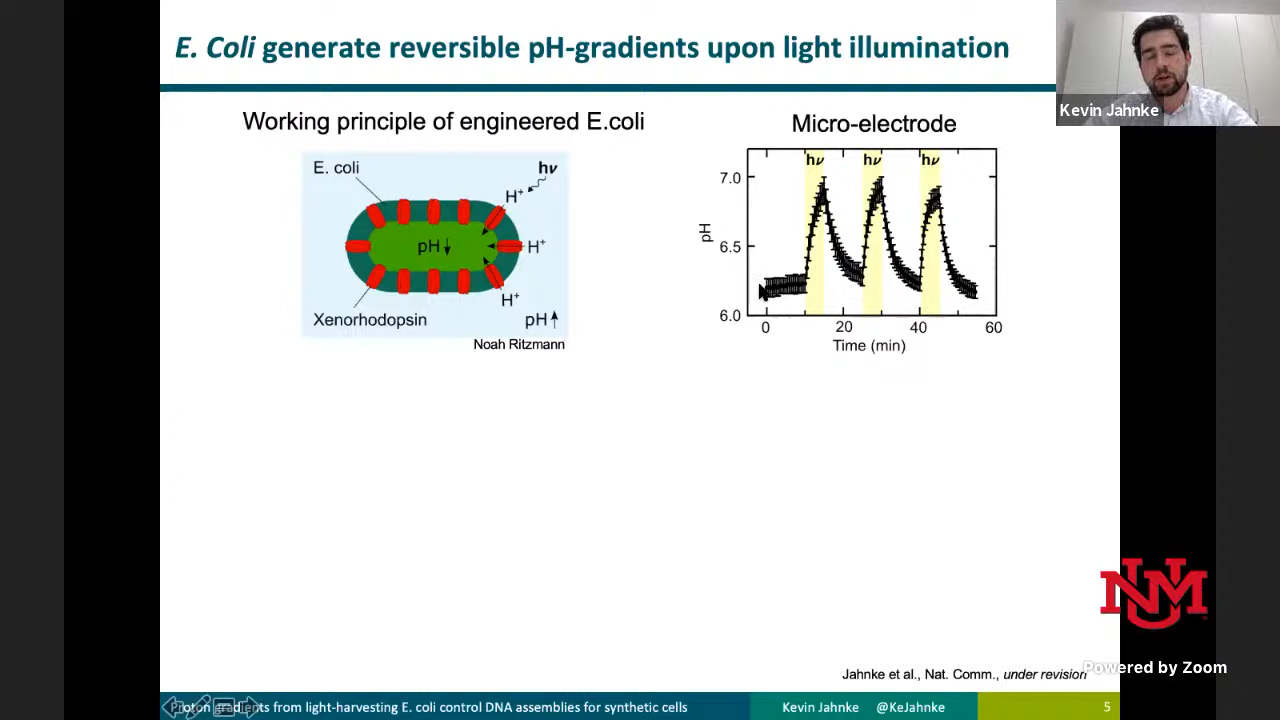 E. Coli generate reversible pH-gradients upon light illumination
Kevin Jahnke
Working principle of engineered E.coli
E. coli
hν
H+
pH↓
H+
H+
Xenorhodopsin
pH↑
Noah Ritzmann
Micro-electrode
hν hν hν
7.0
6.5
6.0
pH
0 20 40 60
Time (min)
UNM
Jahnke et al., Nat. Comm., under revision
Powered by Zoom
Proton gradients from light-harvesting E. coli control DNA assemblies for synthetic cells
Kevin Jahnke @KeJahnke
5